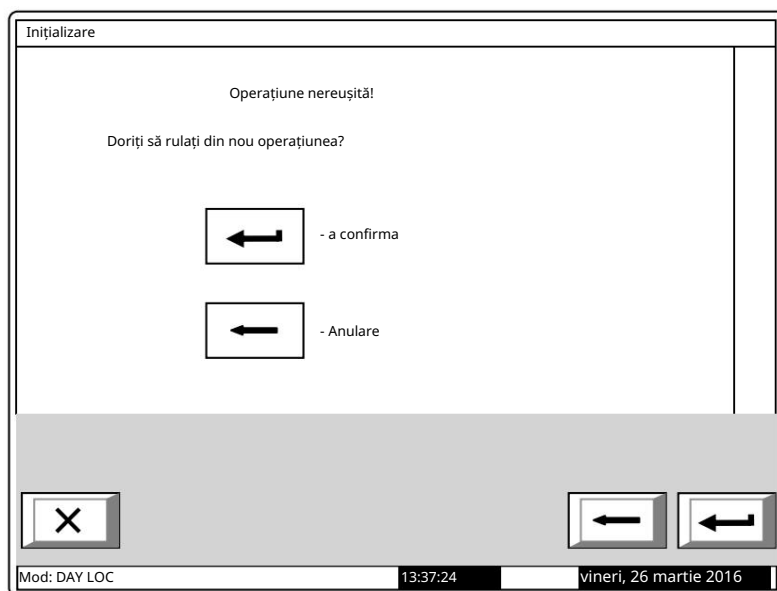 Inițializare
Operațiune nereușită!
Doriți să rulați din nou operațiunea?
- a confirma
- Anulare
Mod: DAY LOC 13:37:24 vineri, 26 martie 2016